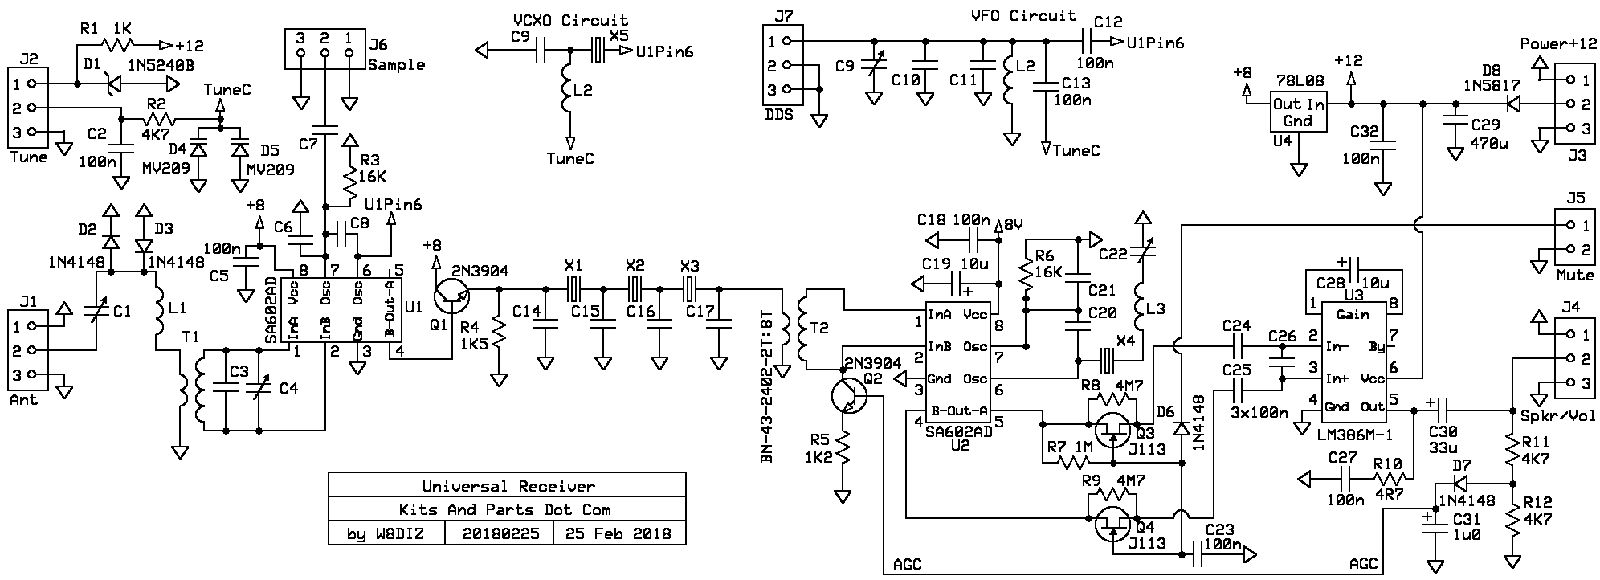 VCXO Circuit
VFO Circuit
R1 1K
+12
D1
1N5240B
J2
1
2
3
Tune
TuneC
R2
4K7
C2
100n
D4
MV209
D5
MV209
3 2 1
J6
Sample
C9
X5
U1Pin6
L2
TuneC
C7
R3
16K
J7
1
2
3
DDS
C9
C10
C11
L2
C12
100n
U1Pin6
C13
100n
TuneC
Power+12
+8
78L08
Out In
Gnd
U4
+12
C32
100n
C29
470u
D8
1N5817
1
2
3
J3
D2
1N4148
D3
1N4148
J1
1
2
3
Ant
C1
L1
T1
C3
C4
+8
100n
C5
C6
C8
U1Pin6
8 7 6 5
Vcc Osc Osc B-Out-A
InA InB Gnd
1 2 3 4
SA602AD
U1
+8
2N3904
Q1
R4
1K5
C14
X1
C15
X2
C16
X3
C17
BN-43-2402-2T:8T
T2
2N3904
Q2
R5
1K2
C18 100n
8V
C19 10u
+
R6
16K
C21
C20
C22
L3
X4
1
2
3
4
InA Vcc
InB Osc
Gnd Osc
B-Out-A
8
7
6
5
SA602AD
U2
R8
4M7
Q3
J113
R7 1M
R9 4M7
Q4
J113
D6
1N4148
C23
100n
C24
C25
3x100n
C26
+
C28 10u
U3
1
2
3
4
Gain
In- By
In+ Vcc
Gnd Out
8
7
6
5
LM386M-1
C27
100n
R10
4R7
+
C30
33u
D7
1N4148
+
C31
1u0
R11
4K7
R12
4K7
J5
1
2
Mute
J4
1
2
3
Spkr/Vol
AGC
AGC
Universal Receiver
Kits And Parts Dot Com
by W8DIZ 20180225 25 Feb 2018